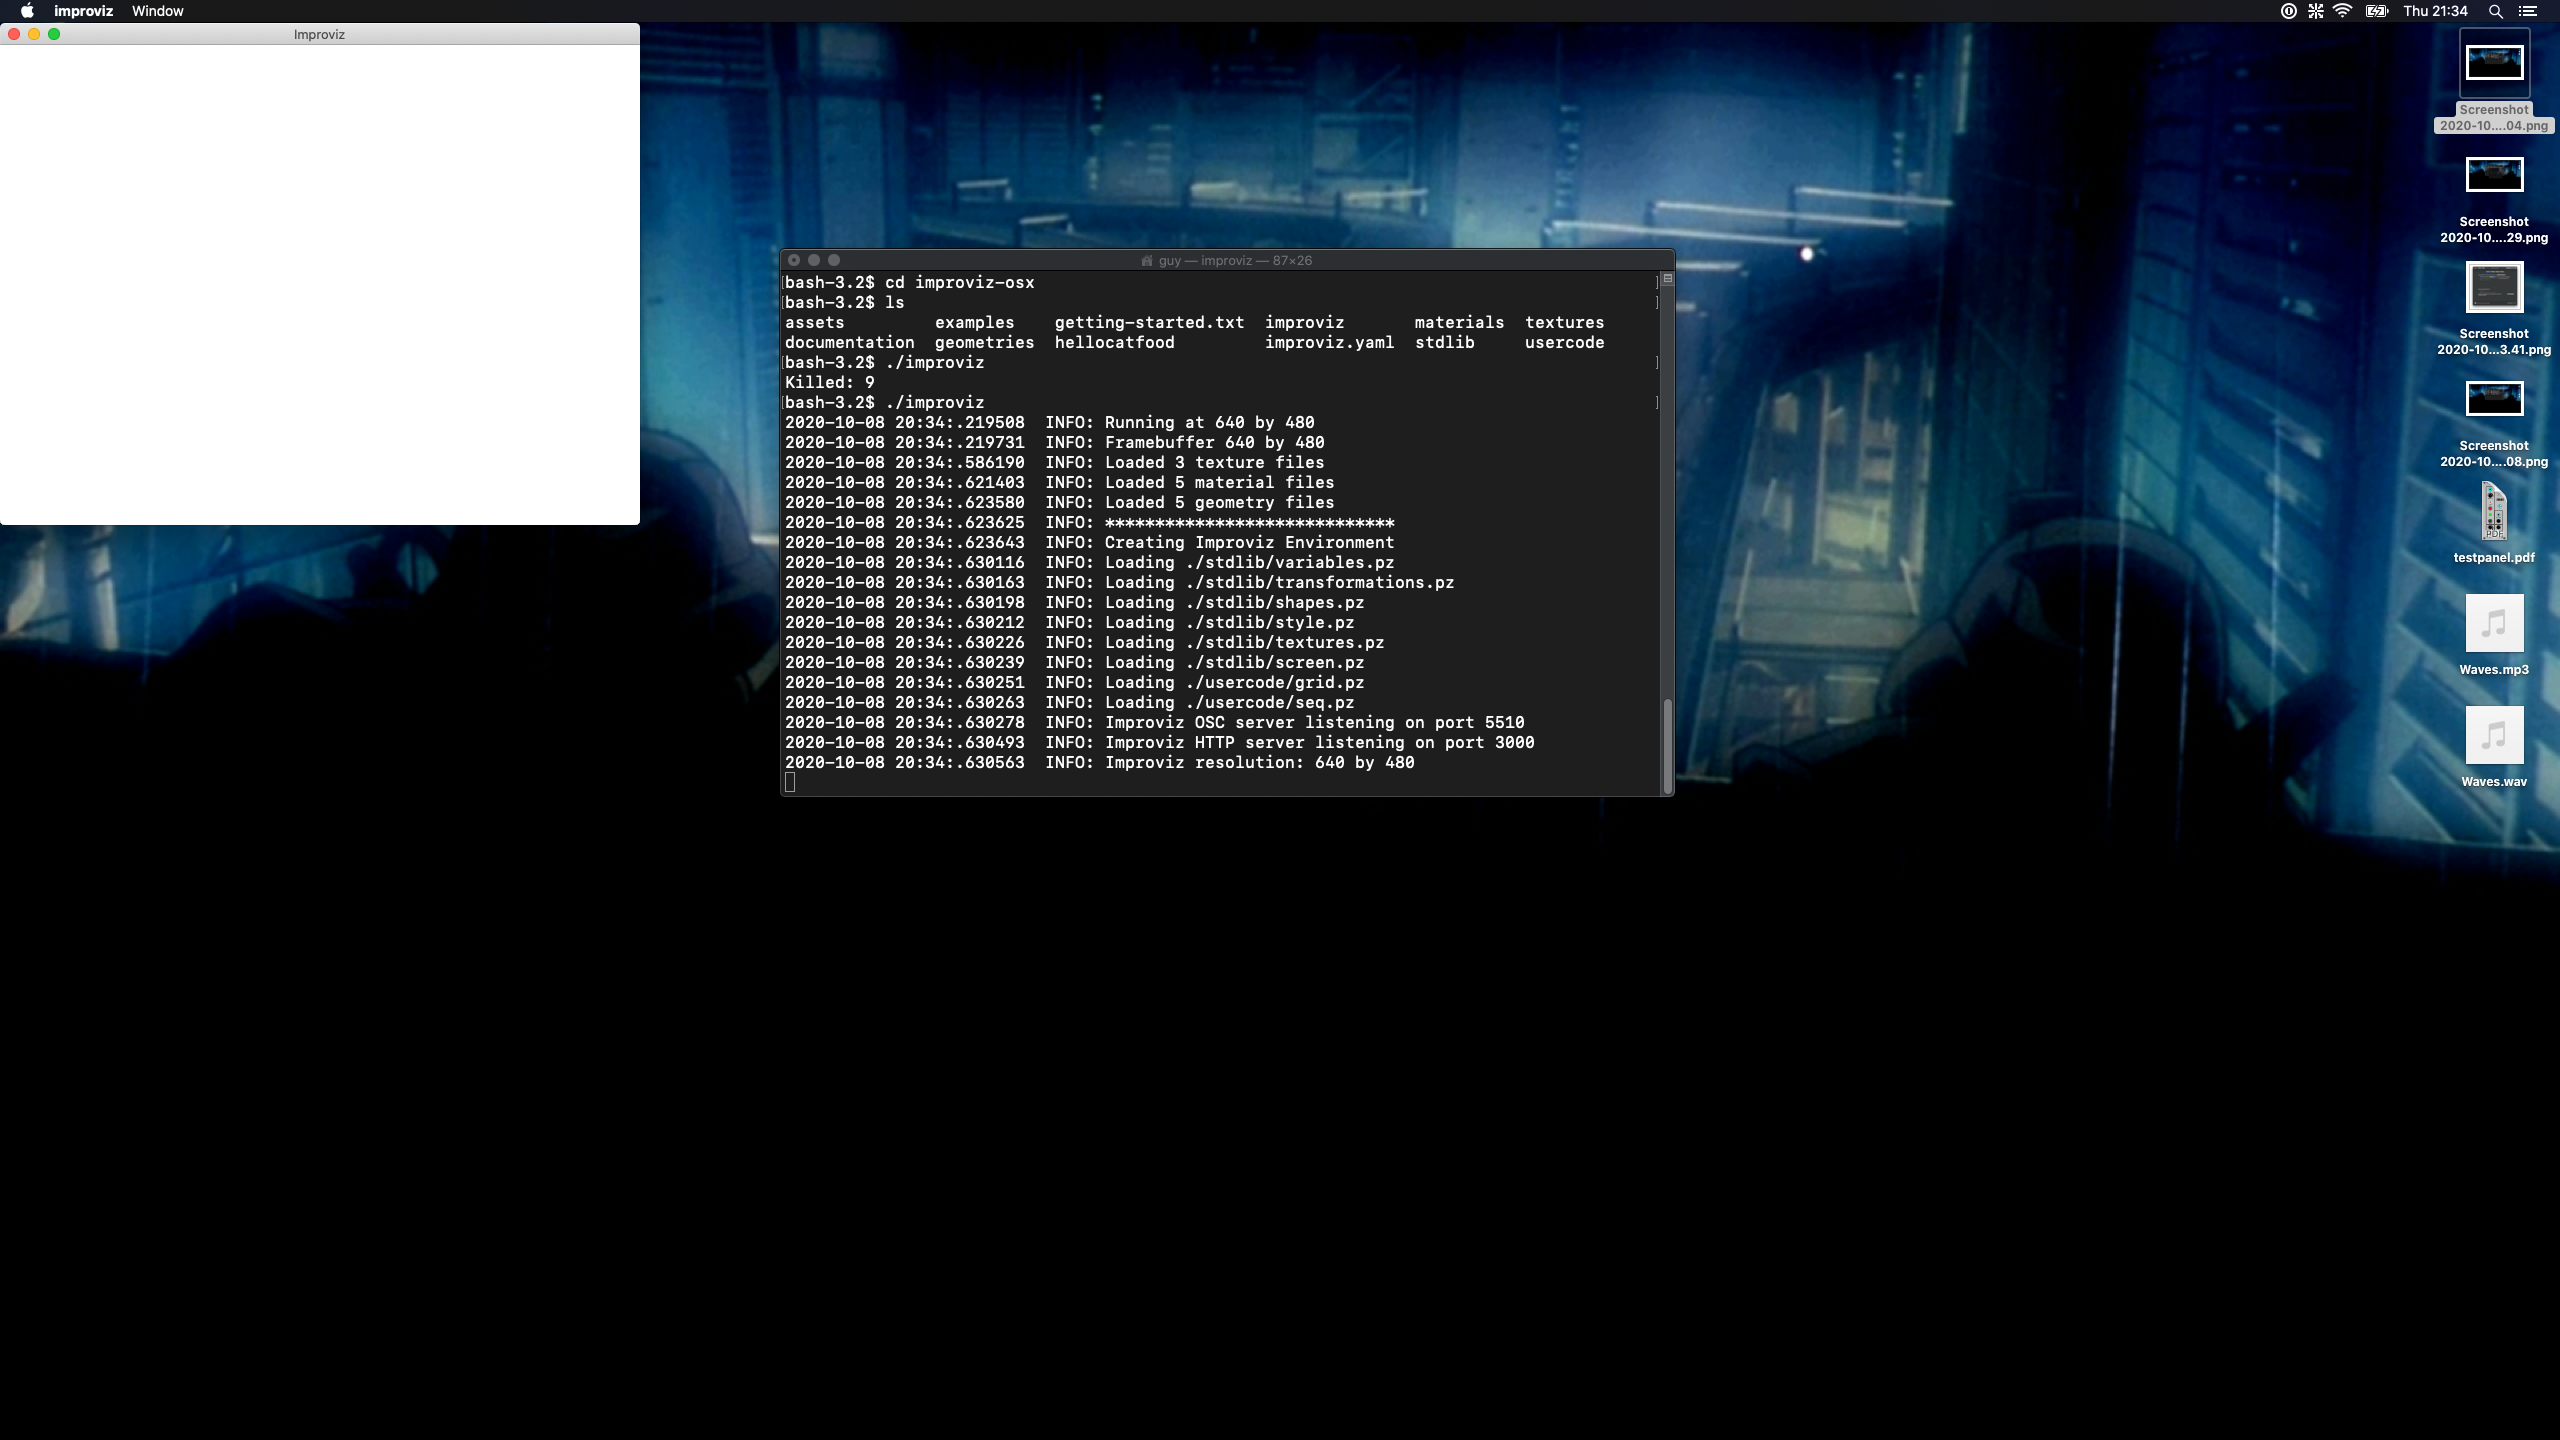 improviz Window
Thu 21:34
Improviz
guy — improviz — 87×26
bash-3.2$ cd improviz-osx
bash-3.2$ ls
assets examples getting-started.txt improviz materials textures
documentation geometries hellocatfood improviz.yaml stdlib usercode
bash-3.2$ ./improviz
Killed: 9
bash-3.2$ ./improviz
2020-10-08 20:34:.219508 INFO: Running at 640 by 480
2020-10-08 20:34:.219731 INFO: Framebuffer 640 by 480
2020-10-08 20:34:.586190 INFO: Loaded 3 texture files
2020-10-08 20:34:.621403 INFO: Loaded 5 material files
2020-10-08 20:34:.623580 INFO: Loaded 5 geometry files
2020-10-08 20:34:.623625 INFO: *****************************
2020-10-08 20:34:.623643 INFO: Creating Improviz Environment
2020-10-08 20:34:.630116 INFO: Loading ./stdlib/variables.pz
2020-10-08 20:34:.630163 INFO: Loading ./stdlib/transformations.pz
2020-10-08 20:34:.630198 INFO: Loading ./stdlib/shapes.pz
2020-10-08 20:34:.630212 INFO: Loading ./stdlib/style.pz
2020-10-08 20:34:.630226 INFO: Loading ./stdlib/textures.pz
2020-10-08 20:34:.630239 INFO: Loading ./stdlib/screen.pz
2020-10-08 20:34:.630251 INFO: Loading ./usercode/grid.pz
2020-10-08 20:34:.630263 INFO: Loading ./usercode/seq.pz
2020-10-08 20:34:.630278 INFO: Improviz OSC server listening on port 5510
2020-10-08 20:34:.630493 INFO: Improviz HTTP server listening on port 3000
2020-10-08 20:34:.630563 INFO: Improviz resolution: 640 by 480
Screenshot
2020-10....04.png
Screenshot
2020-10....29.png
Screenshot
2020-10...3.41.png
Screenshot
2020-10....08.png
PDF
testpanel.pdf
Waves.mp3
Waves.wav